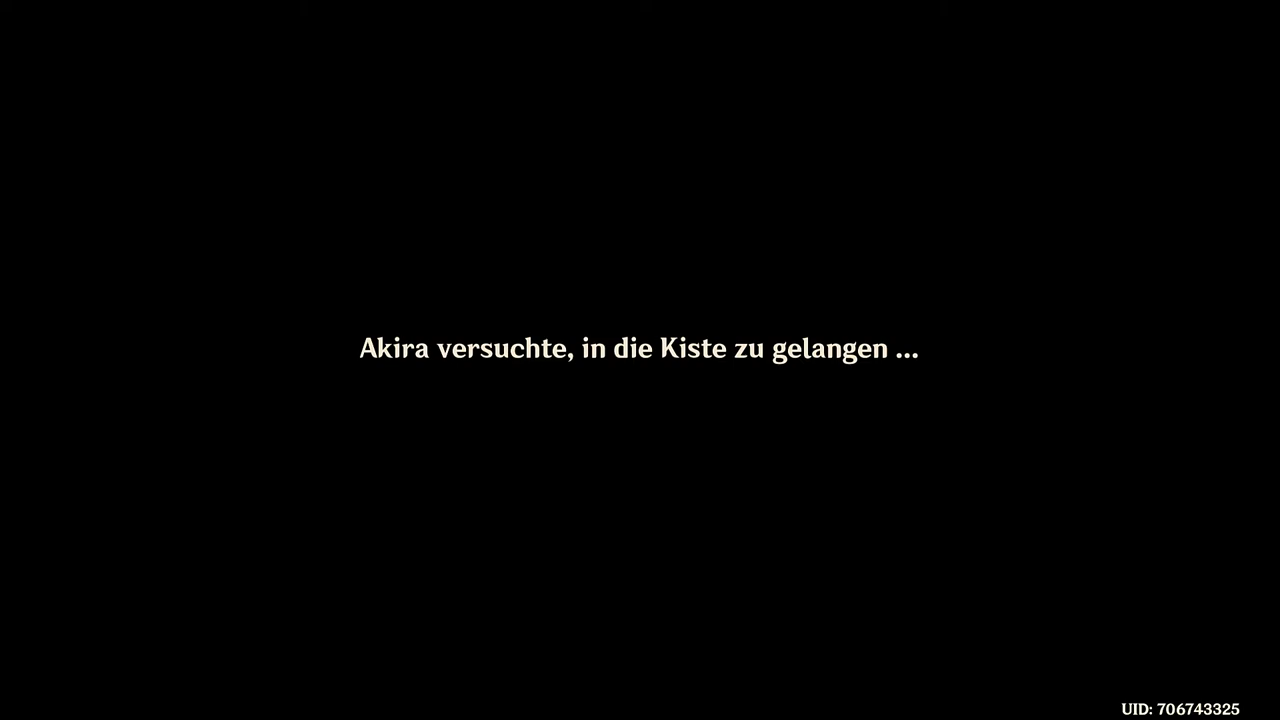 Akira versuchte, in die Kiste zu gelangen ...
UID: 706743325